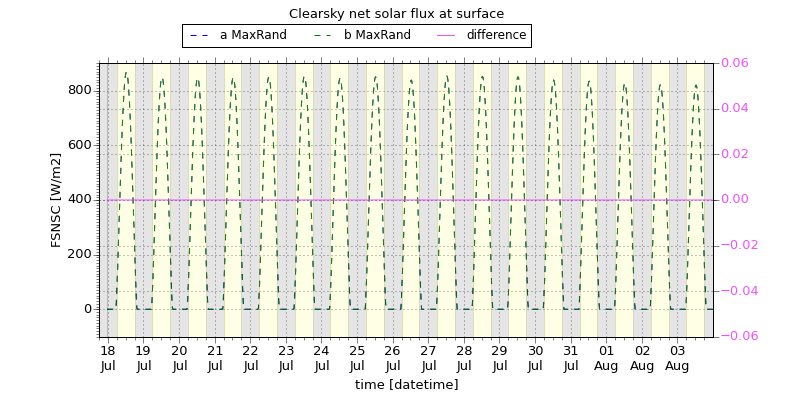 Clearsky net solar flux at surface
a MaxRand b MaxRand difference
FSNSC [W/m2]
800
600
400
200
0
0.06
0.04
0.02
0.00
−0.02
−0.04
−0.06
18 19 20 21 22 23 24 25 26 27 28 29 30 31 01 02 03
Jul Jul Jul Jul Jul Jul Jul Jul Jul Jul Jul Jul Jul Jul Aug Aug Aug
time [datetime]